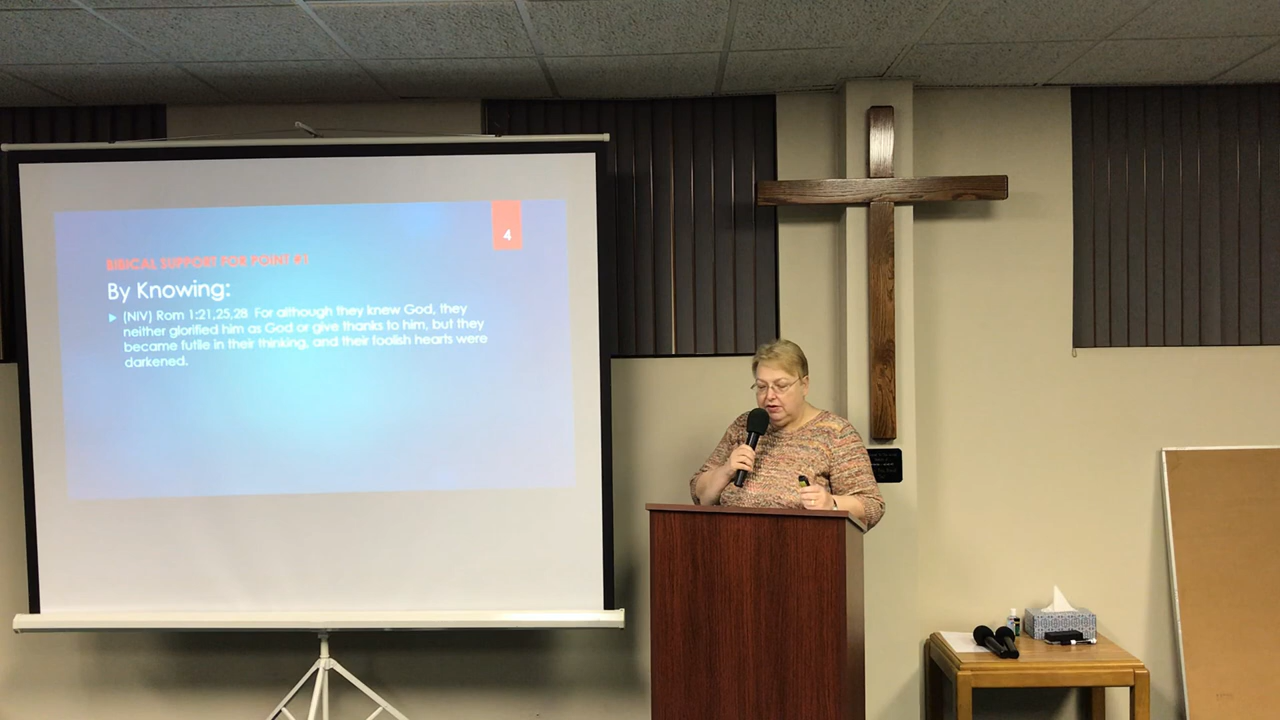 4
BIBICAL SUPPORT FOR POINT #1
By Knowing:
(NIV) Rom 1:21,25,28 For although they knew God, they
neither glorified him as God or give thanks to him, but they
became futile in their thinking, and their foolish hearts were
darkened.